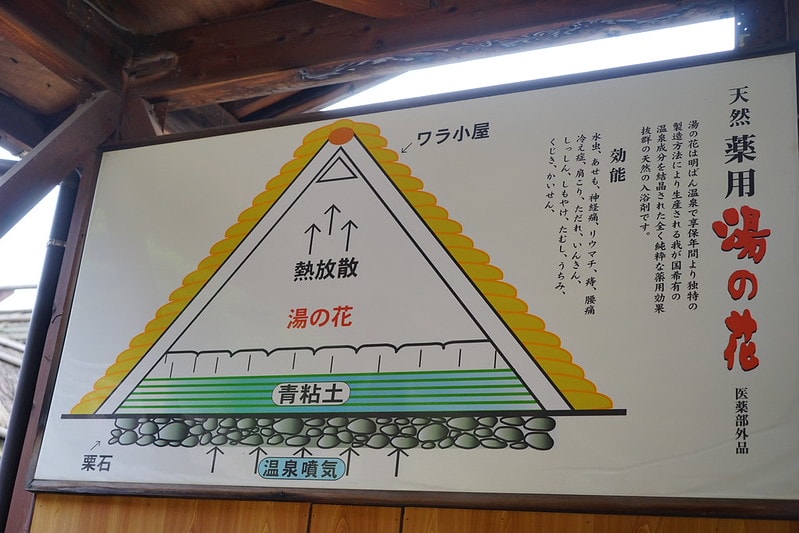 天然 薬用 湯の花 医薬部外品
湯の花は明ばん温泉で享保年間より独特の
製造方法により生産される我が国希有の
温泉成分を結晶された全く純粋な薬用効果
抜群の天然の入浴剤です。
効能
水虫、あせも、神経痛、リウマチ、痔、腰痛
冷え症、肩こり、ただれ、いんきん、
しっしん、しもやけ、たむし、うちみ、
くじき、かいせん、
ワラ小屋
熱放散
湯の花
青粘土
栗石
温泉噴気